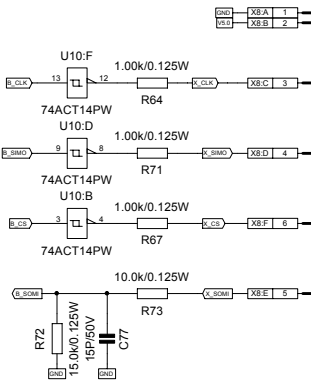 GND X8:A 1
V5.0 X8:B 2
U10:F
1.00k/0.125W
B_CLK 13 12 X_CLK X8:C 3
R64
74ACT14PW
U10:D
1.00k/0.125W
B_SIMO 9 8 X_SIMO X8:D 4
R71
74ACT14PW
U10:B
1.00k/0.125W
B_CS 3 4 X_CS X8:F 6
R67
74ACT14PW
10.0k/0.125W
B_SOMI X_SOMI X8:E 5
R73
R72
15.0k/0.125W
15P/50V
C77
GND GND